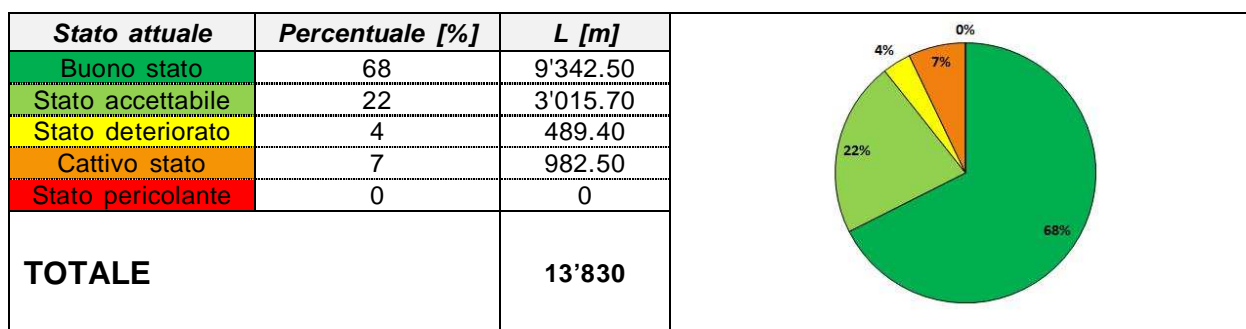 Stato attuale Percentuale [%] L [m]
Buono stato 68 9'342.50
Stato accettabile 22 3'015.70
Stato deteriorato 4 489.40
Cattivo stato 7 982.50
Stato pericolante 0 0
TOTALE 13’830
0%
4%
7%
22%
68%